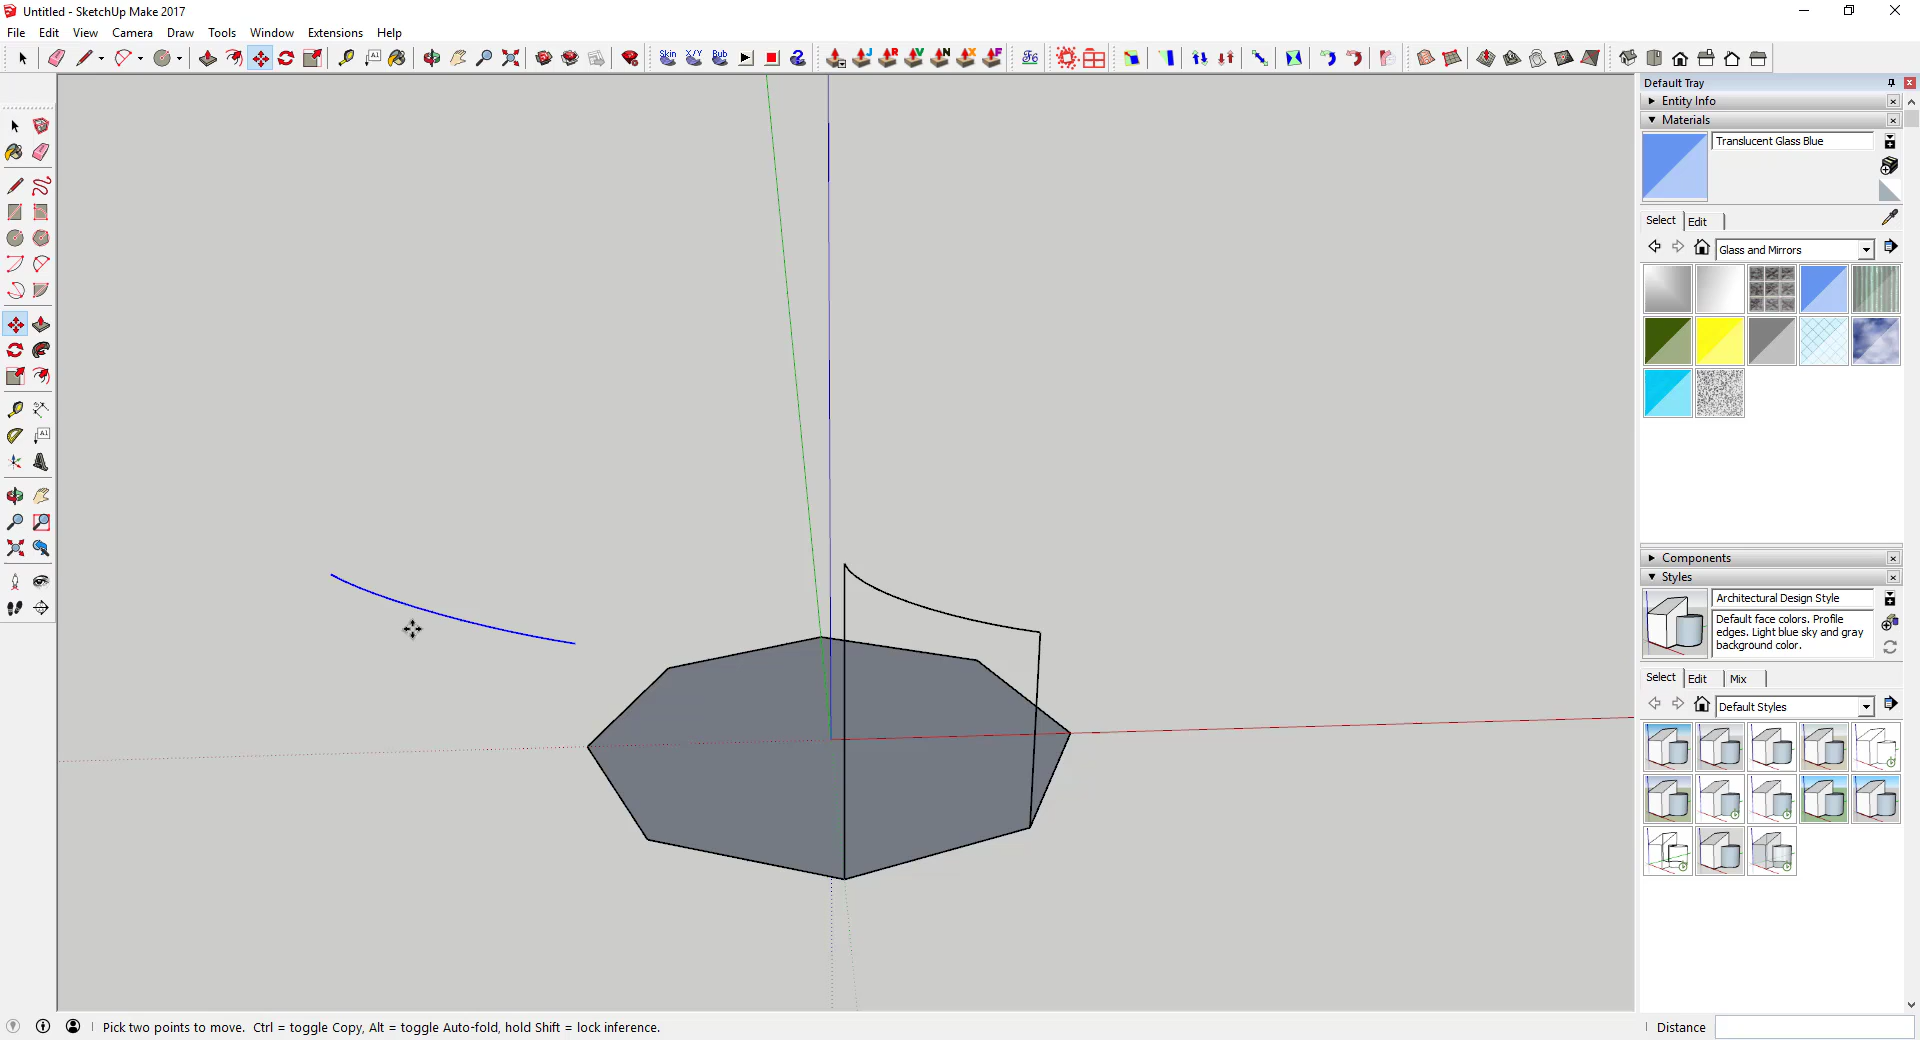 Untitled - SketchUp Make 2017
File Edit View Camera Draw Tools Window Extensions Help
Skin X/Y Bub
Default Tray
Entity Info
Materials
Translucent Glass Blue
Select Edit
Glass and Mirrors
Components
Styles
Architectural Design Style
Default face colors. Profile
edges. Light blue sky and gray
background color.
Select Edit Mix
Default Styles
Pick two points to move. Ctrl = toggle Copy, Alt = toggle Auto-fold, hold Shift = lock inference.
Distance